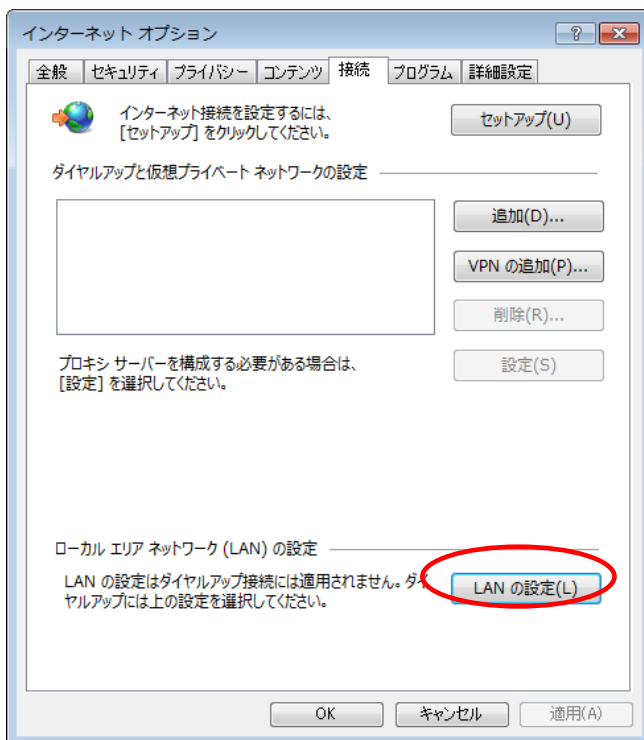 インターネット オプション
全般 セキュリティ プライバシー コンテンツ 接続 プログラム 詳細設定
インターネット接続を設定するには、
[セットアップ] をクリックしてください。
セットアップ(U)
ダイヤルアップと仮想プライベート ネットワークの設定
追加(D)...
VPN の追加(P)...
削除(R)...
プロキシ サーバーを構成する必要がある場合は、
[設定] を選択してください。
設定(S)
ローカル エリア ネットワーク (LAN) の設定
LAN の設定はダイヤルアップ接続には適用されません。ダイ
ヤルアップには上の設定を選択してください。
LAN の設定(L)
OK キャンセル 適用(A)